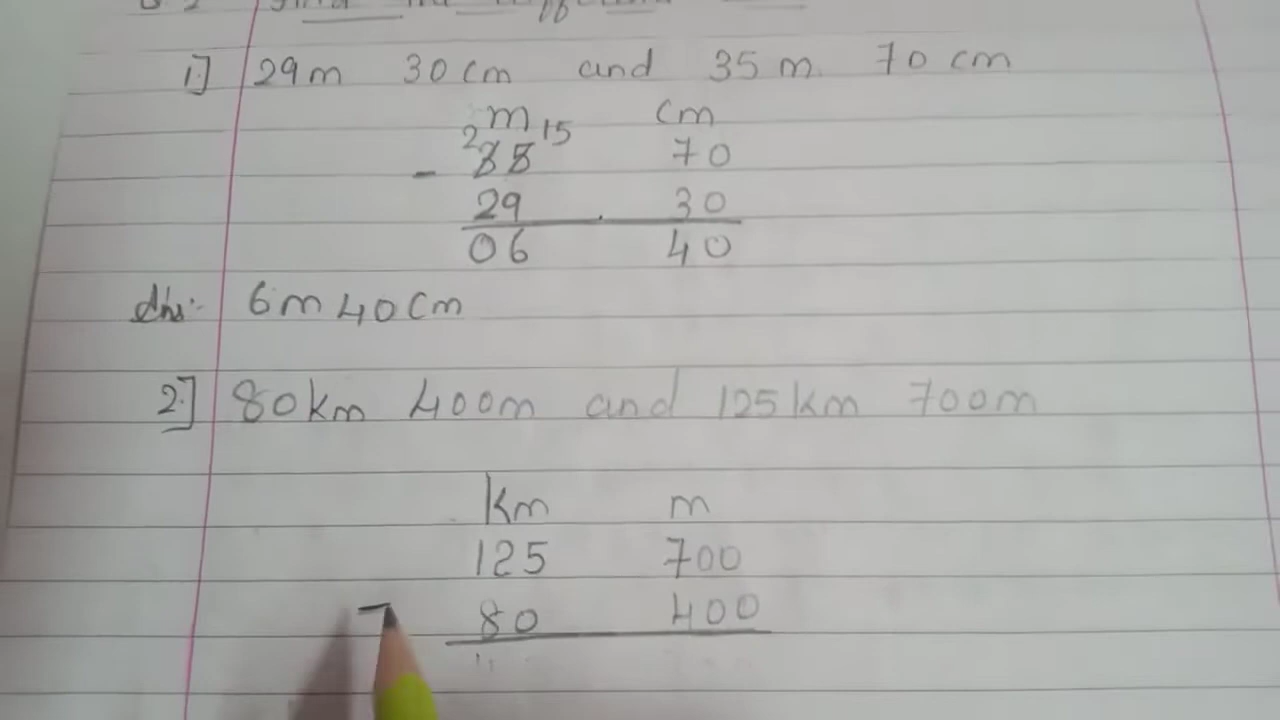 1.] 29m 30cm and 35m 70cm
m cm
2 15
35 70
- 29 30
06 40
Ans:- 6m 40cm
2.] 80km 400m and 125km 700m
km m
125 700
- 80 400